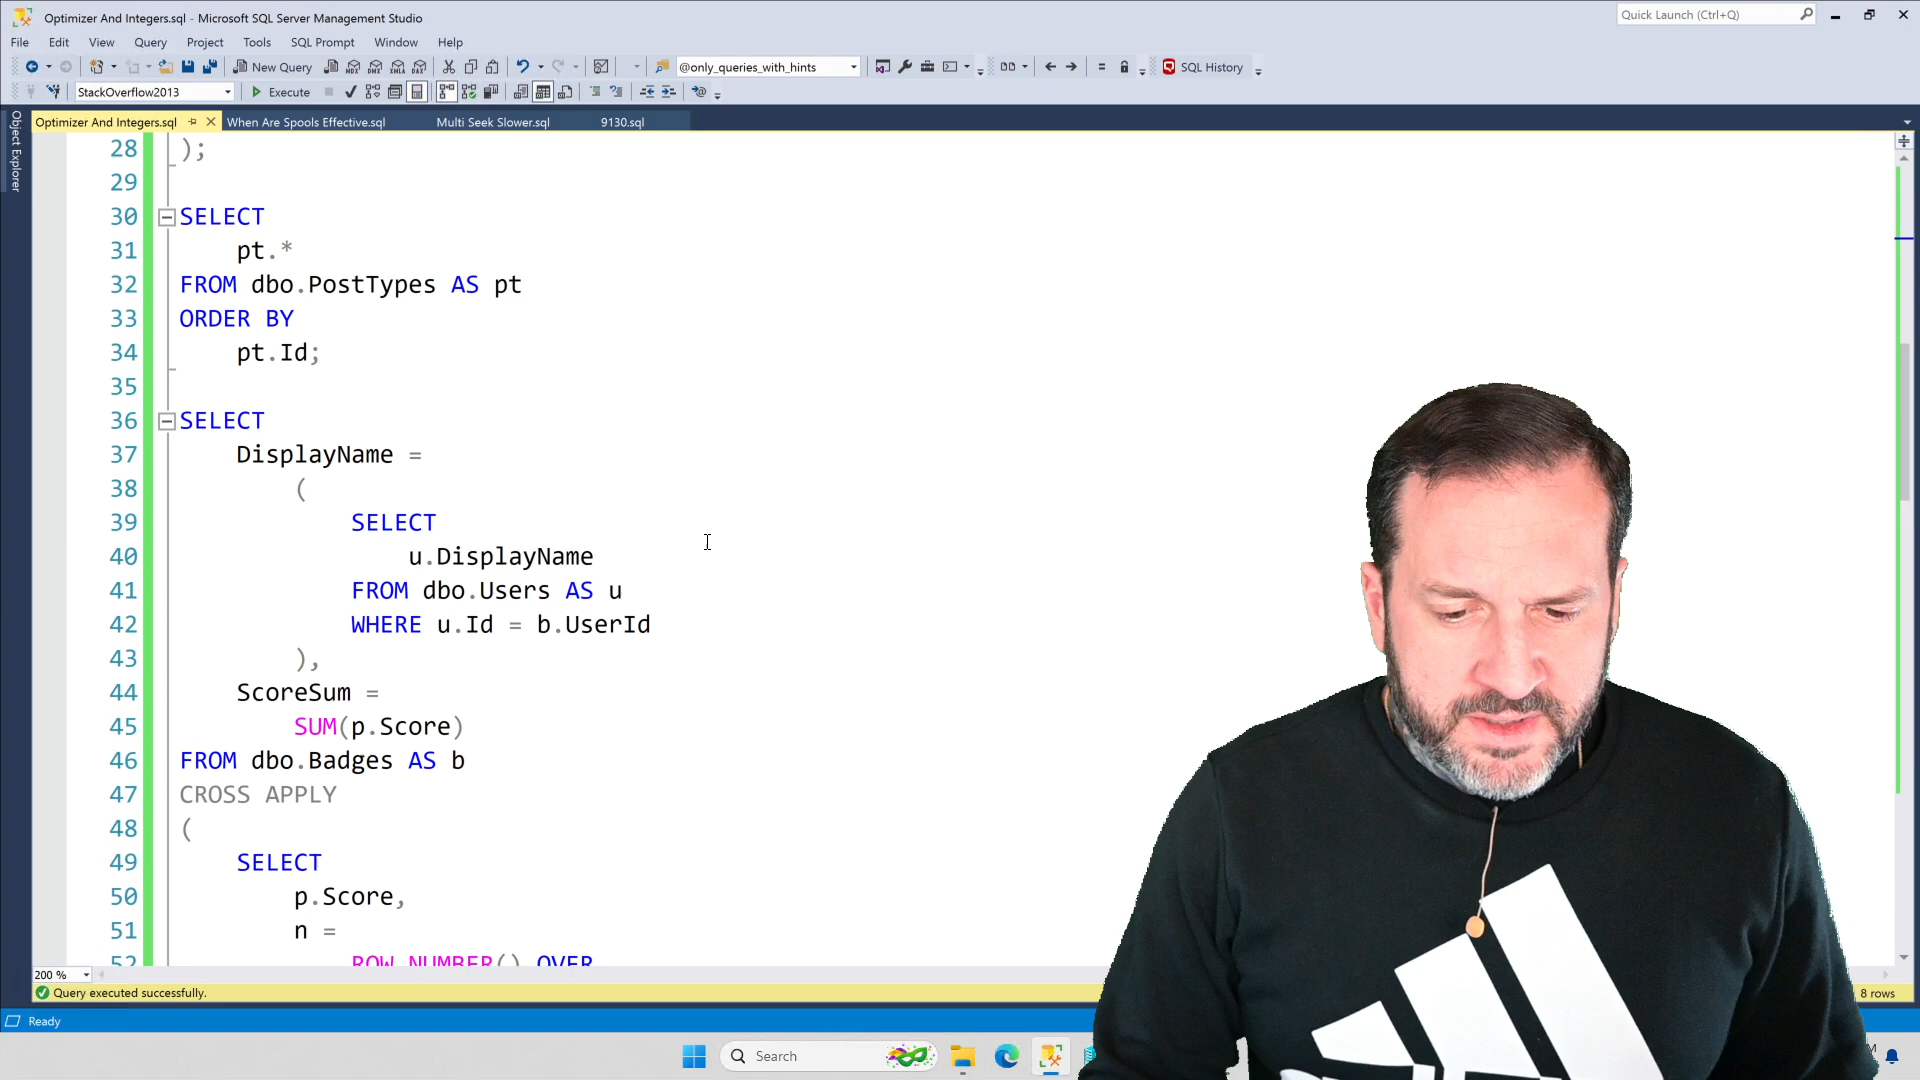 Optimizer And Integers.sql - Microsoft SQL Server Management Studio
Quick Launch (Ctrl+Q)
File Edit View Query Project Tools SQL Prompt Window Help
New Query @only_queries_with_hints SQL History
StackOverflow2013 Execute
Optimizer And Integers.sql When Are Spools Effective.sql Multi Seek Slower.sql 9130.sql
Object Explorer
28 );
29
30 SELECT
31 pt.*
32 FROM dbo.PostTypes AS pt
33 ORDER BY
34 pt.Id;
35
36 SELECT
37 DisplayName =
38 (
39 SELECT
40 u.DisplayName
41 FROM dbo.Users AS u
42 WHERE u.Id = b.UserId
43 ),
44 ScoreSum =
45 SUM(p.Score)
46 FROM dbo.Badges AS b
47 CROSS APPLY
48 (
49 SELECT
50 p.Score,
51 n =
52 ROW_NUMBER() OVER
200 %
Query executed successfully. 8 rows
Ready
Search